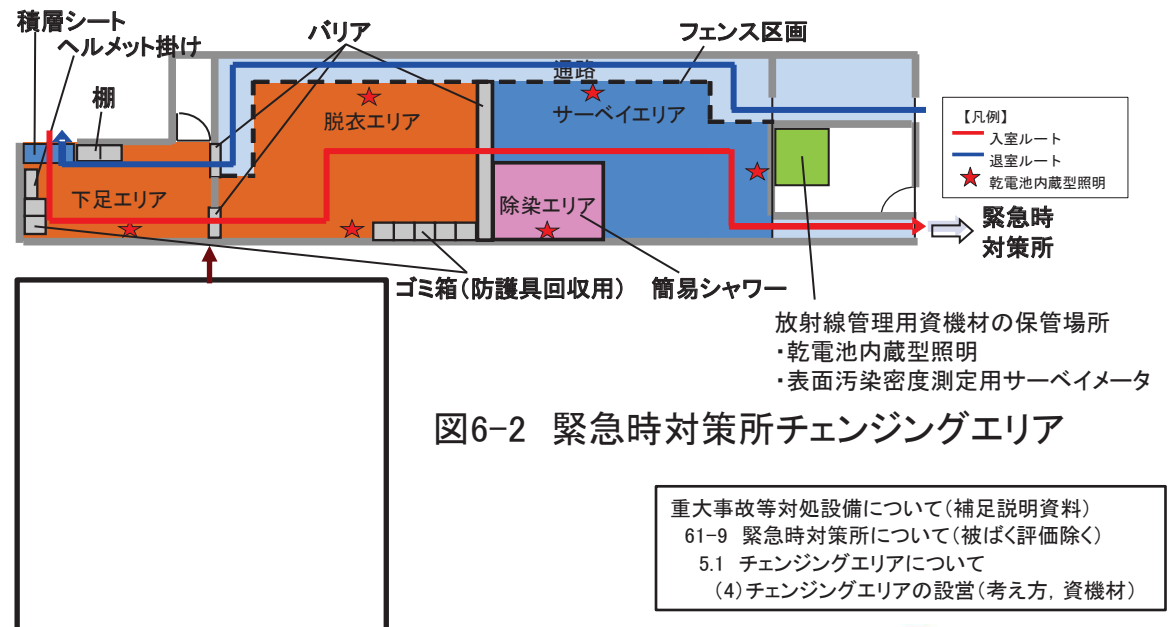 積層シート
ヘルメット掛け
バリア
フェンス区画
棚
通路
脱衣エリア
サーベイエリア
下足エリア
除染エリア
【凡例】
入室ルート
退室ルート
乾電池内蔵型照明
緊急時
対策所
ゴミ箱(防護具回収用)
簡易シャワー
放射線管理用資機材の保管場所
・乾電池内蔵型照明
・表面汚染密度測定用サーベイメータ
図6-2 緊急時対策所チェンジングエリア
重大事故等対処設備について(補足説明資料)
61-9 緊急時対策所について(被ばく評価除く)
5.1 チェンジングエリアについて
(4)チェンジングエリアの設営(考え方, 資機材)